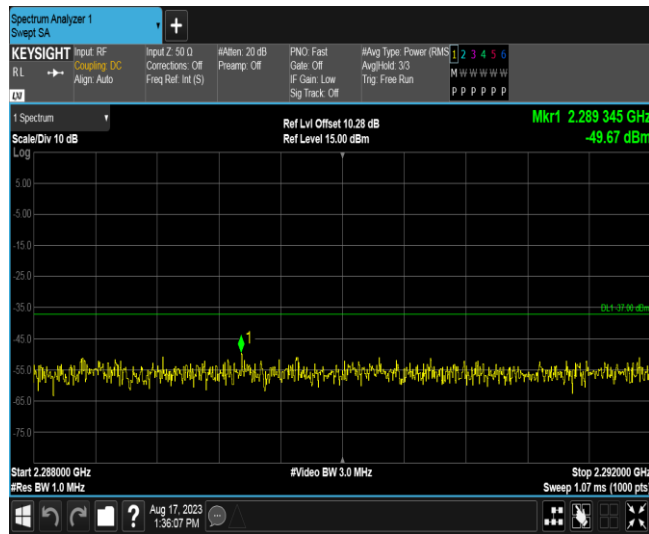 Spectrum Analyzer 1
Swept SA
+
KEYSIGHT
RL
LXI
Input: RF
Coupling: DC
Align: Auto
Input Z: 50 Ω
Corrections: Off
Freq Ref: Int (S)
#Atten: 20 dB
Preamp: Off
PNO: Fast
Gate: Off
IF Gain: Low
Sig Track: Off
#Avg Type: Power (RMS
Avg|Hold: 3/3
Trig: Free Run
1 2 3 4 5 6
M W W W W W
P P P P P P
1 Spectrum
Scale/Div 10 dB
Log
Ref Lvl Offset 10.28 dB
Ref Level 15.00 dBm
Mkr1 2.289 345 GHz
-49.67 dBm
5.00
-5.00
-15.0
-25.0
-35.0
DL1 -37.00 dBm
-45.0
1
-55.0
-65.0
-75.0
Start 2.288000 GHz
#Res BW 1.0 MHz
#Video BW 3.0 MHz
Stop 2.292000 GHz
Sweep 1.07 ms (1000 pts)
?
Aug 17, 2023
1:36:07 PM